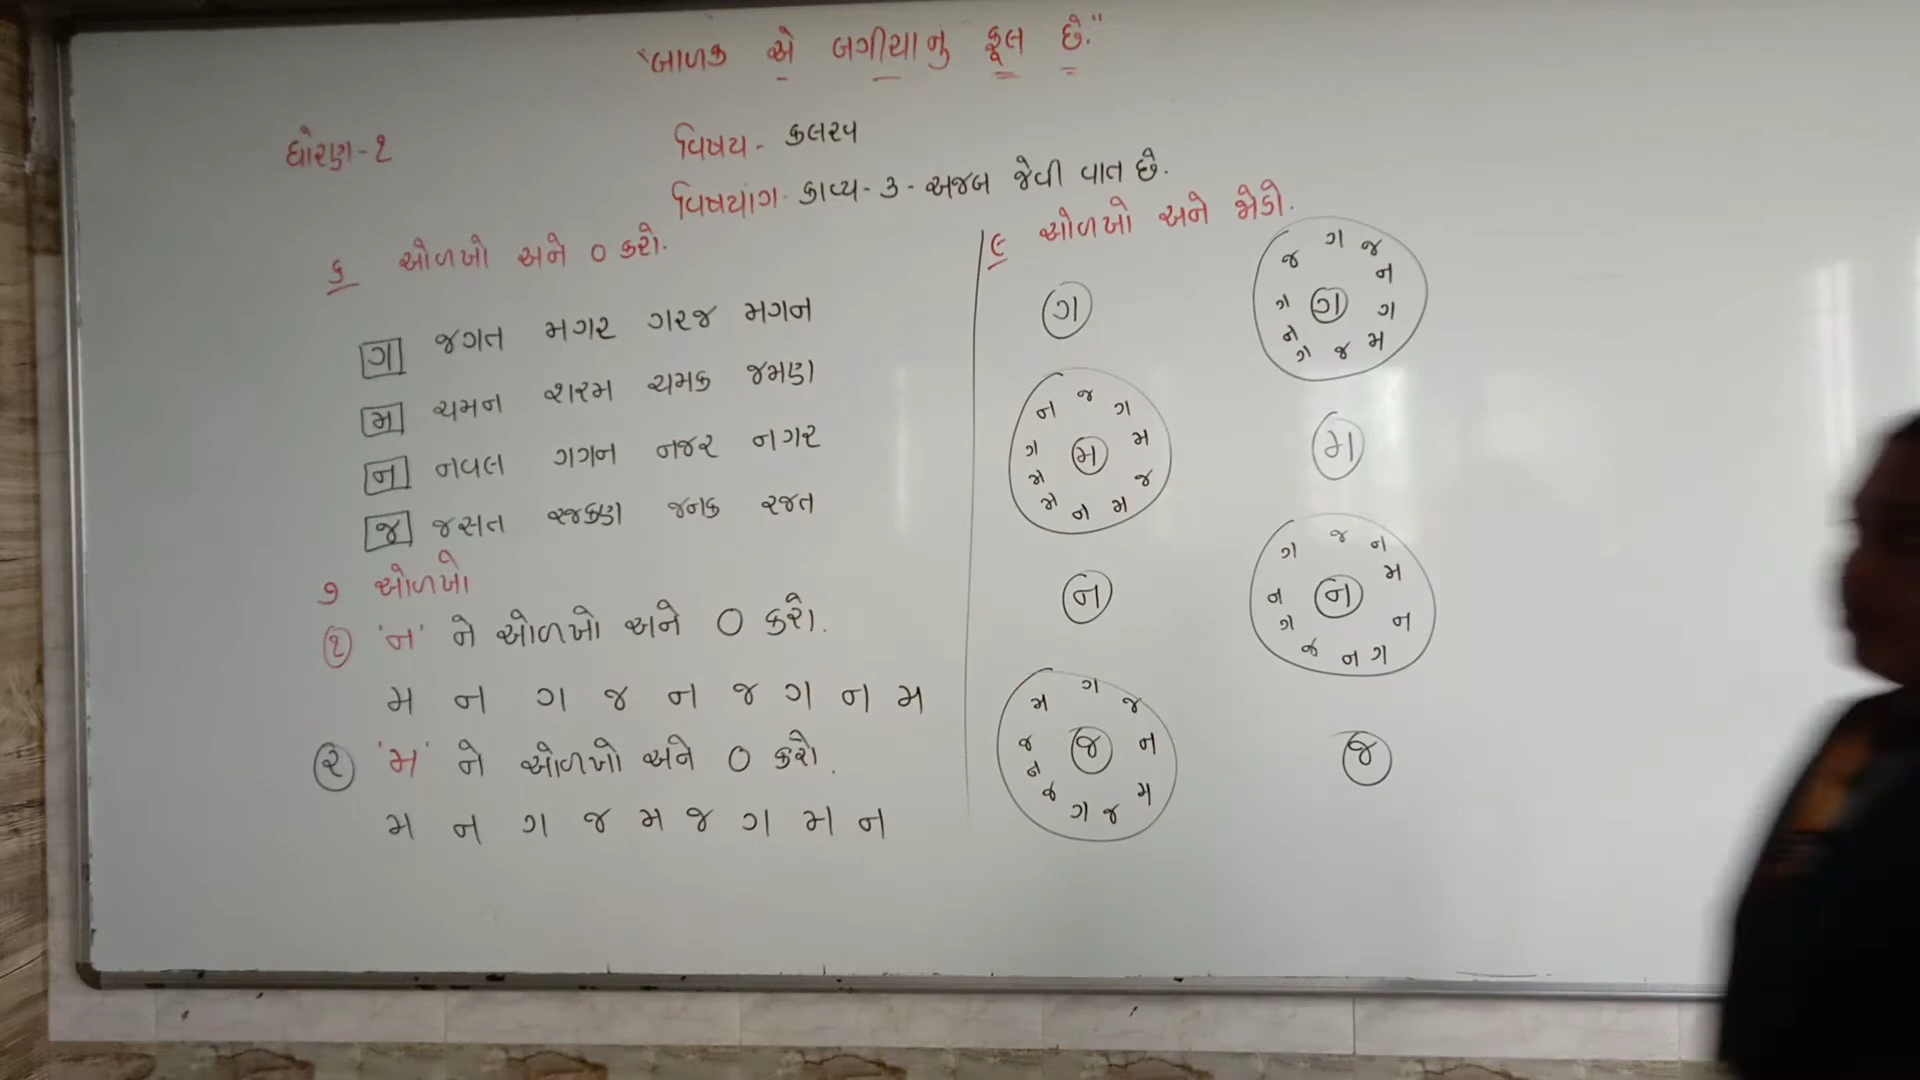 "બાળક એ બગીચાનુ ફૂલ છે."
ધોરણ-૧
વિષય - કલરવ
વિષયાંગ - કાવ્ય - ૩ - અજબ જેવી વાત છે.
૬ ઓળખો અને ૦ કરો.
ગ જગત મગર ગરજ મગન
મ ચમન શરમ ચમક જમણ
ન નવલ ગગન નજર નગર
જ જસત રજકણ જનક રજત
૭ ઓળખો
૧ 'ન' ને ઓળખો અને ૦ કરો.
મ ન ગ જ ન જ ગ ન મ
૨ 'મ' ને ઓળખો અને ૦ કરો.
મ ન ગ જ મ જ ગ મ ન
૮ ઓળખો અને જોડો.
ગ
જ ગ જ ન ગ મ જ ગ ન ગ
ગ
ન જ ગ મ જ મ ન મ મ ગ
મ
મ
ન
ગ જ ન મ ન ગ ન જ ગ ન
ન
મ ગ જ ન મ જ ગ જ ન જ
જ
જ